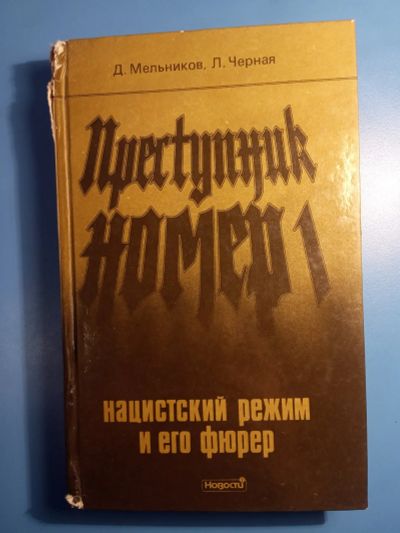 Д. Мельников, Л. Черная
Преступник
номер 1
нацистский режим
и его фюрер
Новости